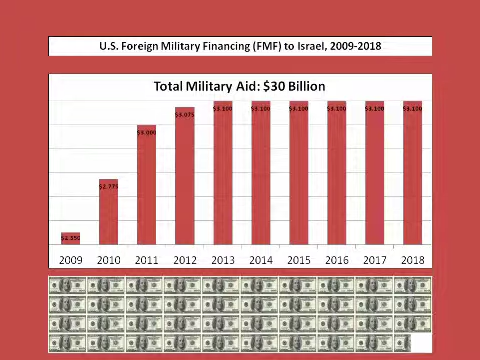 U.S. Foreign Military Financing (FMF) to Israel, 2009-2018
Total Military Aid: $30 Billion
$2.550 $2.775 $3.000 $3.075 $3.100 $3.100 $3.100 $3.100 $3.100 $3.100
2009 2010 2011 2012 2013 2014 2015 2016 2017 2018